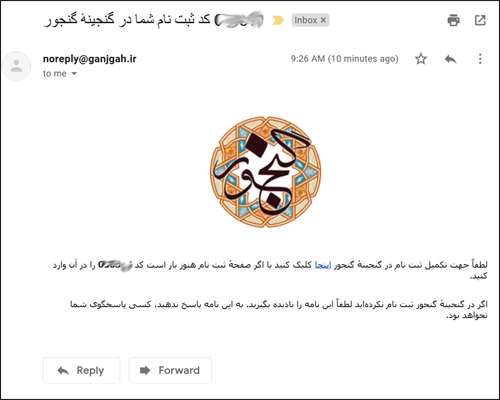 کد ثبت نام شما در گنجینهٔ گنجور
Inbox ×
noreply@ganjgah.ir
9:26 AM (10 minutes ago)
to me
گنجور
لطفاً جهت تکمیل ثبت نام در گنجینهٔ گنجور اینجا کلیک کنید یا اگر صفحهٔ ثبت نام هنوز باز است کد را در آن وارد
کنید.
اگر در گنجینهٔ گنجور ثبت نام نکرده‌اید لطفاً این نامه را نادیده بگیرید. به این نامه پاسخ ندهید، کسی پاسخگوی شما
نخواهد بود.
Reply
Forward